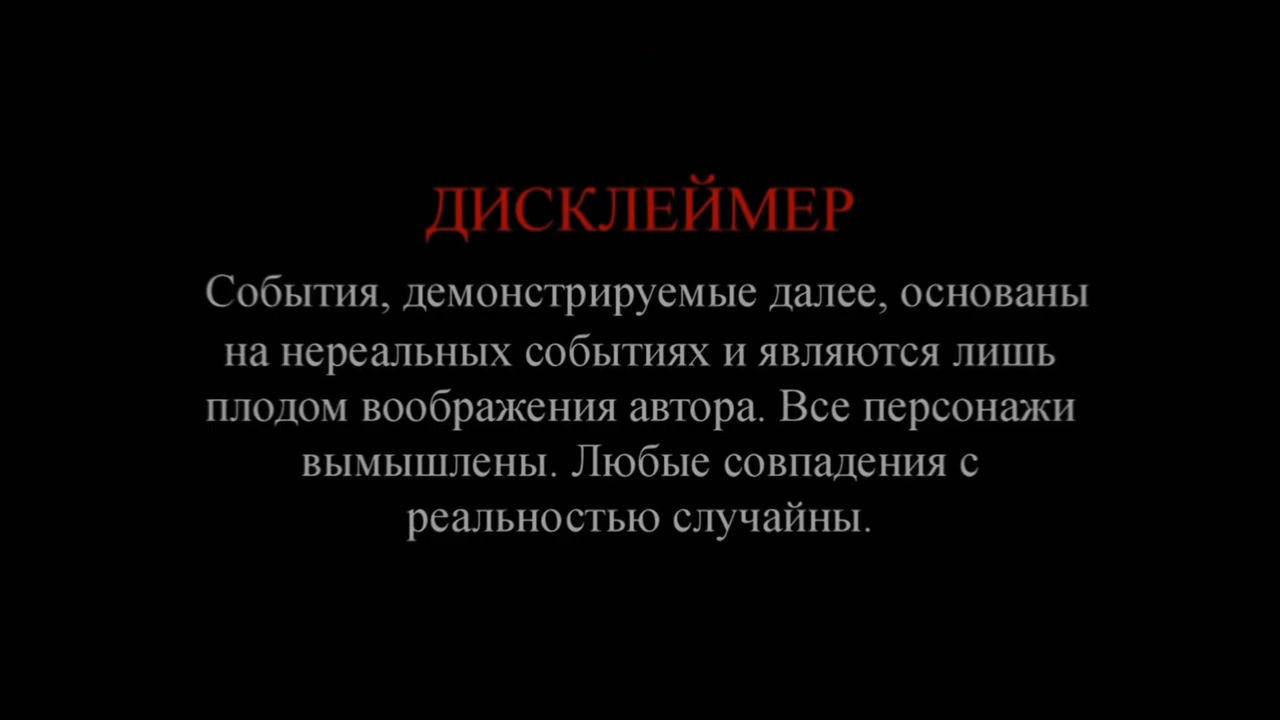 ДИСКЛЕЙМЕР
События, демонстрируемые далее, основаны
на нереальных событиях и являются лишь
плодом воображения автора. Все персонажи
вымышлены. Любые совпадения с
реальностью случайны.